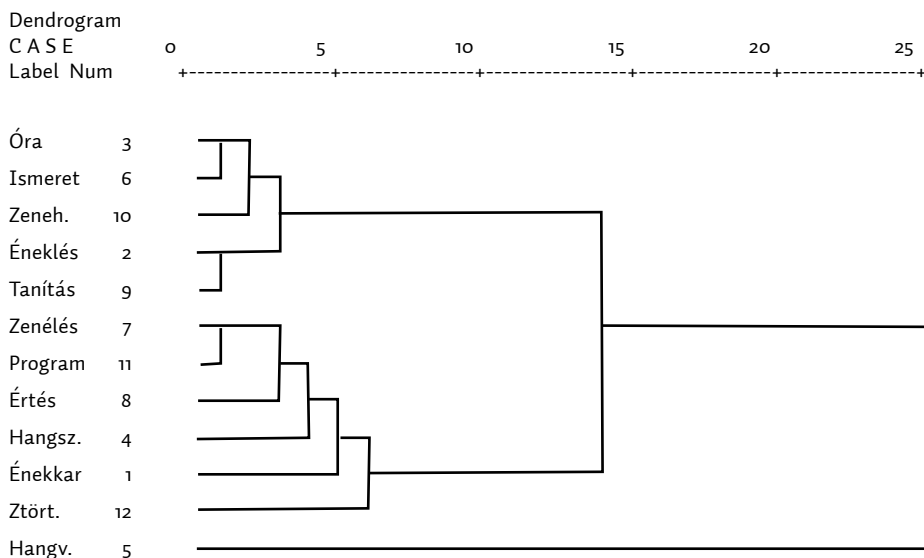 Dendrogram
C A S E 0 5 10 15 20 25
Label Num +---------+---------+---------+---------+---------+
Óra 3
Ismeret 6
Zeneh. 10
Éneklés 2
Tanítás 9
Zenélés 7
Program 11
Értés 8
Hangsz. 4
Énekkar 1
Ztört. 12
Hangv. 5